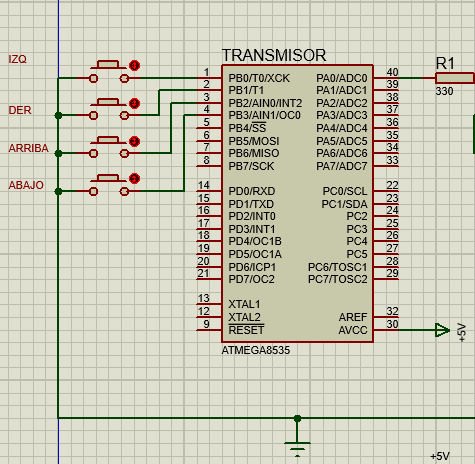 TRANSMISOR
IZQ
DER
ARRIBA
ABAJO
R1
330
1 PB0/T0/XCK PA0/ADC0 40
2 PB1/T1 PA1/ADC1 39
3 PB2/AIN0/INT2 PA2/ADC2 38
4 PB3/AIN1/OC0 PA3/ADC3 37
5 PB4/SS PA4/ADC4 36
6 PB5/MOSI PA5/ADC5 35
7 PB6/MISO PA6/ADC6 34
8 PB7/SCK PA7/ADC7 33
14 PD0/RXD PC0/SCL 22
15 PD1/TXD PC1/SDA 23
16 PD2/INT0 PC2 24
17 PD3/INT1 PC3 25
18 PD4/OC1B PC4 26
19 PD5/OC1A PC5 27
20 PD6/ICP1 PC6/TOSC1 28
21 PD7/OC2 PC7/TOSC2 29
13 XTAL1
12 XTAL2 AREF 32
9 RESET AVCC 30
+5V
ATMEGA8535
+5V